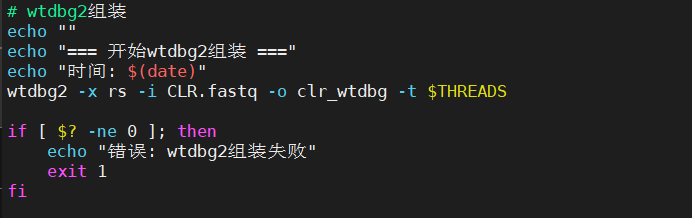 # wtdbg2组装
echo ""
echo "=== 开始wtdbg2组装 ==="
echo "时间: $(date)"
wtdbg2 -x rs -i CLR.fastq -o clr_wtdbg -t $THREADS
if [ $? -ne 0 ]; then
    echo "错误: wtdbg2组装失败"
    exit 1
fi